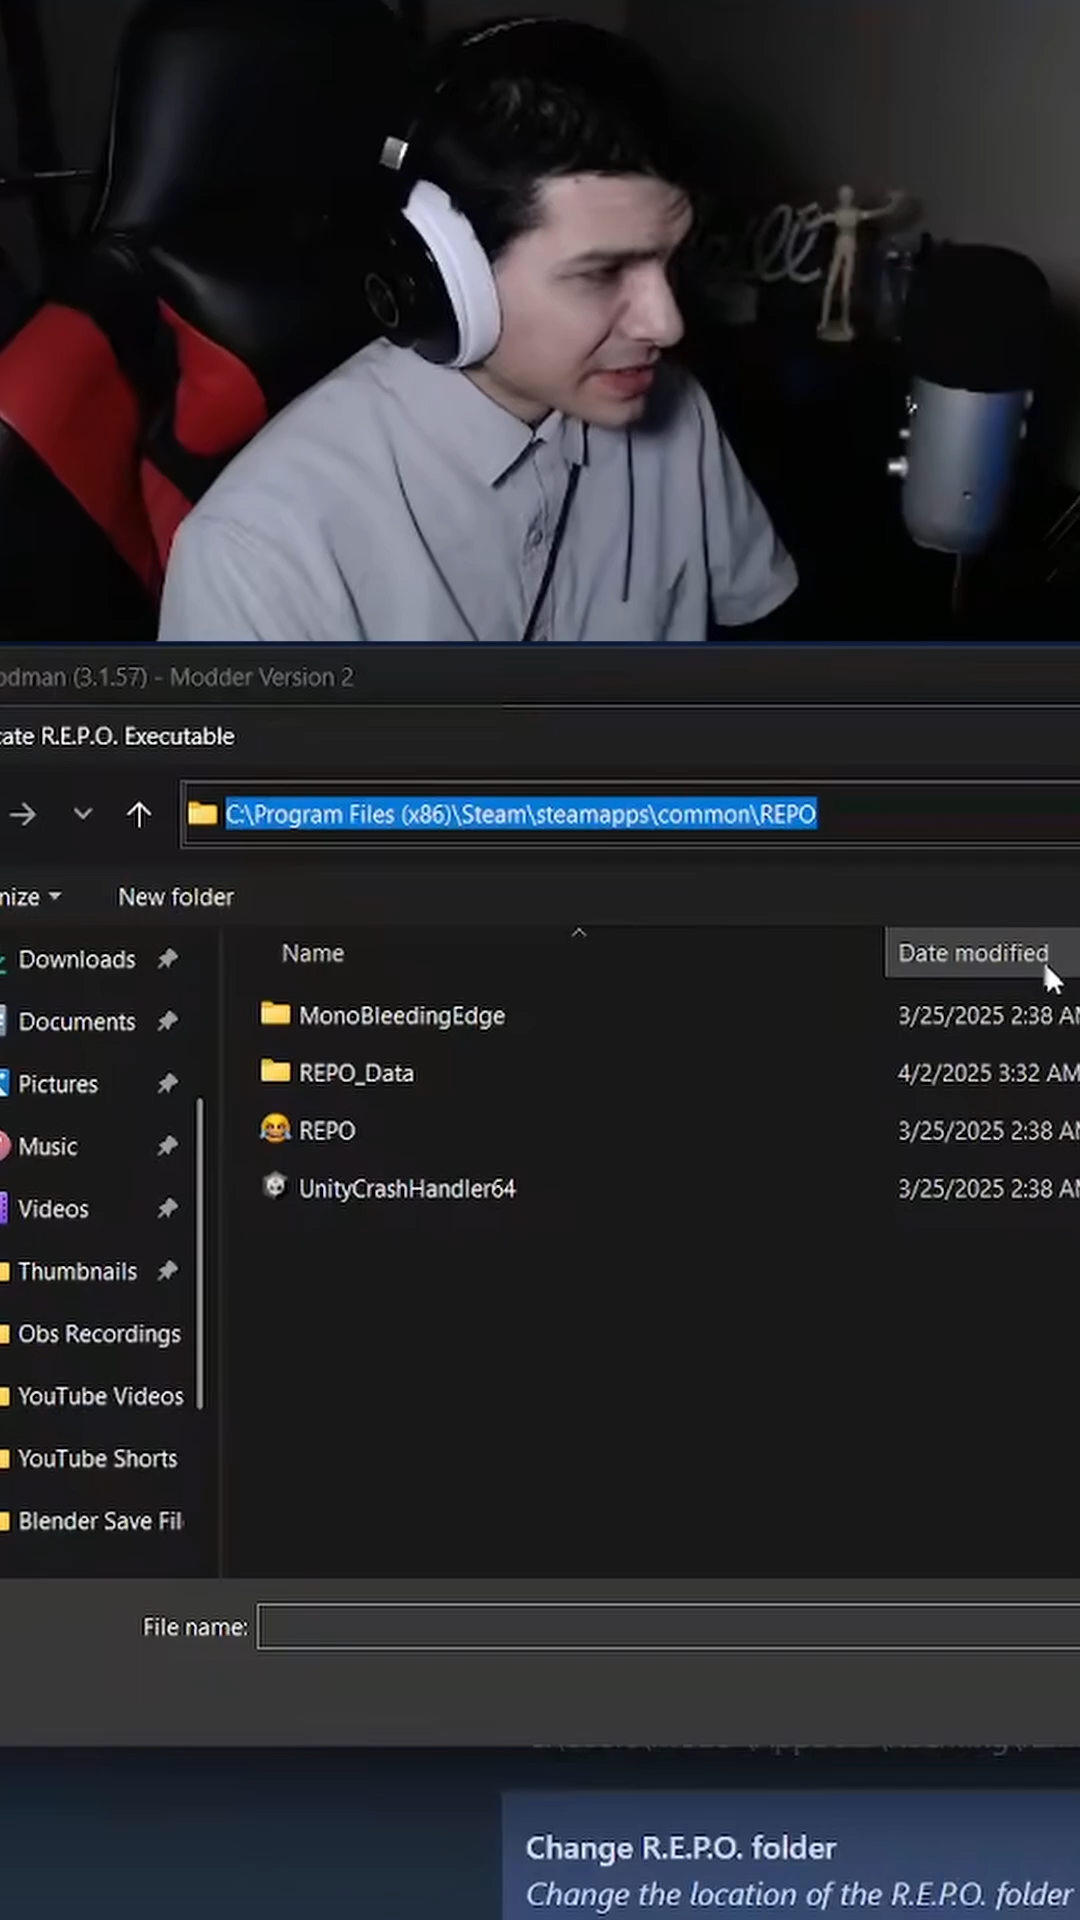 odman (3.1.57) - Modder Version 2
cate R.E.P.O. Executable
C:\Program Files (x86)\Steam\steamapps\common\REPO
nize
New folder
Name
Date modified
Downloads
MonoBleedingEdge
3/25/2025 2:38 AM
Documents
REPO_Data
4/2/2025 3:32 AM
Pictures
REPO
3/25/2025 2:38 AM
Music
UnityCrashHandler64
3/25/2025 2:38 AM
Videos
Thumbnails
Obs Recordings
YouTube Videos
YouTube Shorts
Blender Save Fil
File name:
Change R.E.P.O. folder
Change the location of the R.E.P.O. folder